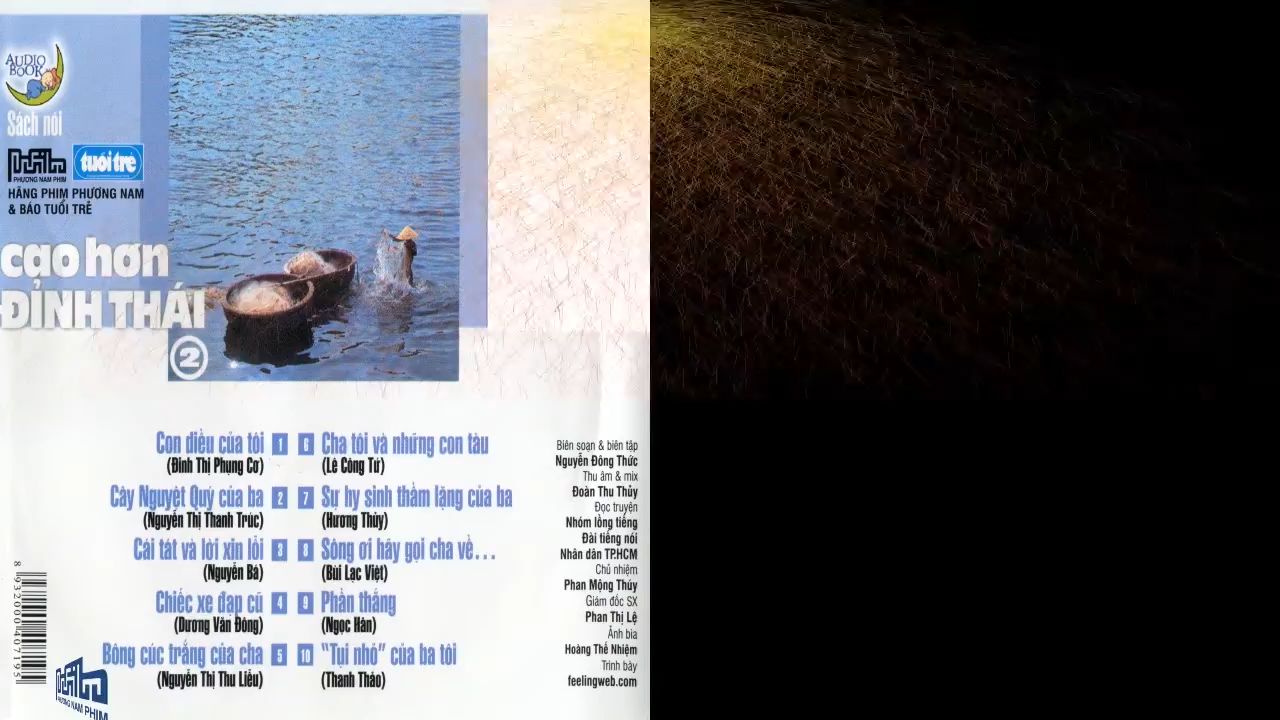 AUDIO
BOOK
Sách nói
PHƯƠNG NAM PHIM
tuổi trẻ
HÃNG PHIM PHƯƠNG NAM
& BÁO TUỔI TRẺ
cao hơn
ĐỈNH THÁI
2
Con diều của tôi 1
(Đinh Thị Phụng Cơ)
Cây Nguyệt Quý của ba 2
(Nguyễn Thị Thanh Trúc)
Cái tát và lời xin lỗi 3
(Nguyễn Bá)
Chiếc xe đạp cũ 4
(Dương Văn Đông)
Bông cúc trắng của cha 5
(Nguyễn Thị Thu Liễu)
6 Cha tôi và những con tàu
(Lê Công Tứ)
7 Sự hy sinh thầm lặng của ba
(Hương Thủy)
8 Sông ơi hãy gọi cha về...
(Bùi Lạc Việt)
9 Phần thắng
(Ngọc Hân)
10 "Tụi nhỏ" của ba tôi
(Thanh Thảo)
Biên soạn & biên tập
Nguyễn Đông Thức
Thu âm & mix
Đoàn Thu Thủy
Đọc truyện
Nhóm lồng tiếng
Đài tiếng nói
Nhân dân TP.HCM
Chủ nhiệm
Phan Mộng Thúy
Giám đốc SX
Phan Thị Lệ
Ảnh bìa
Hoàng Thế Nhiệm
Trình bày
feelingweb.com
8 932000 407195
PHƯƠNG NAM PHIM